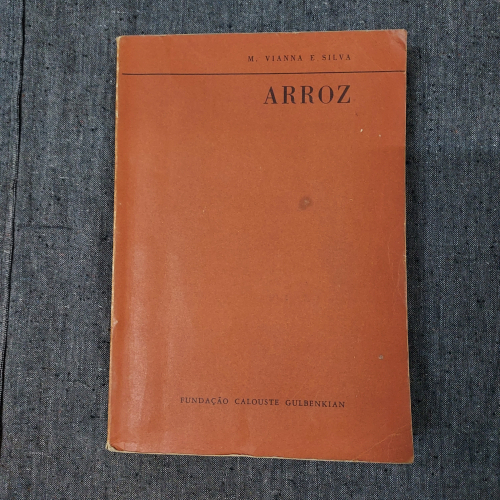 M. VIANNA E SILVA
ARROZ
FUNDAÇÃO CALOUSTE GULBENKIAN